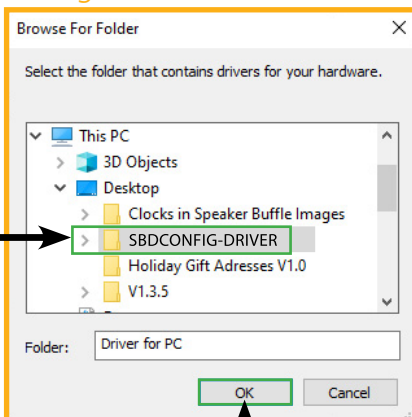 Browse For Folder
Select the folder that contains drivers for your hardware.
This PC
3D Objects
Desktop
Clocks in Speaker Buffle Images
SBDCONFIG-DRIVER
Holiday Gift Adresses V1.0
V1.3.5
Folder: Driver for PC
OK Cancel